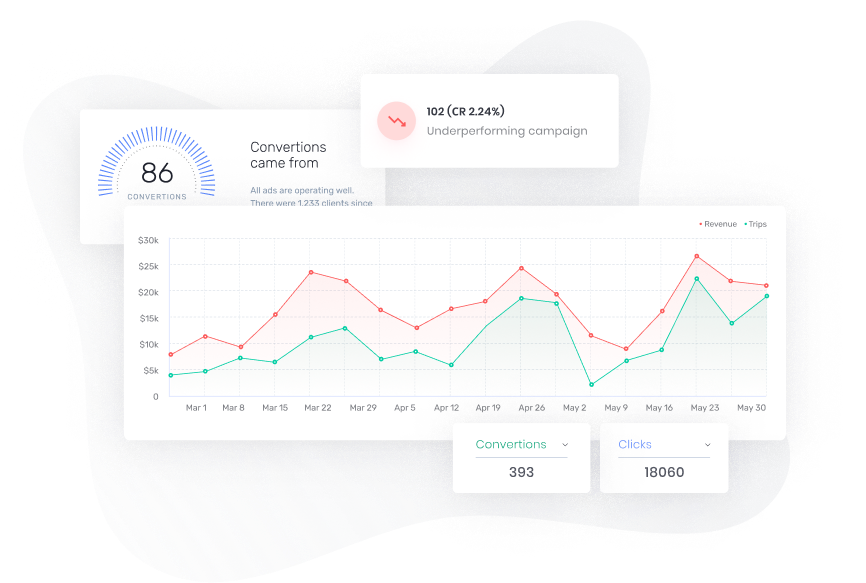 102 (CR 2.24%)
Underperforming campaign
86
CONVERTIONS
Convertions
came from
All ads are operating well.
There were 1,233 clients since
Revenue
Trips
$30k
$25k
$20k
$15k
$10k
$5k
0
Mar 1
Mar 8
Mar 15
Mar 22
Mar 29
Apr 5
Apr 12
Apr 19
Apr 26
May 2
May 9
May 16
May 23
May 30
Convertions
393
Clicks
18060